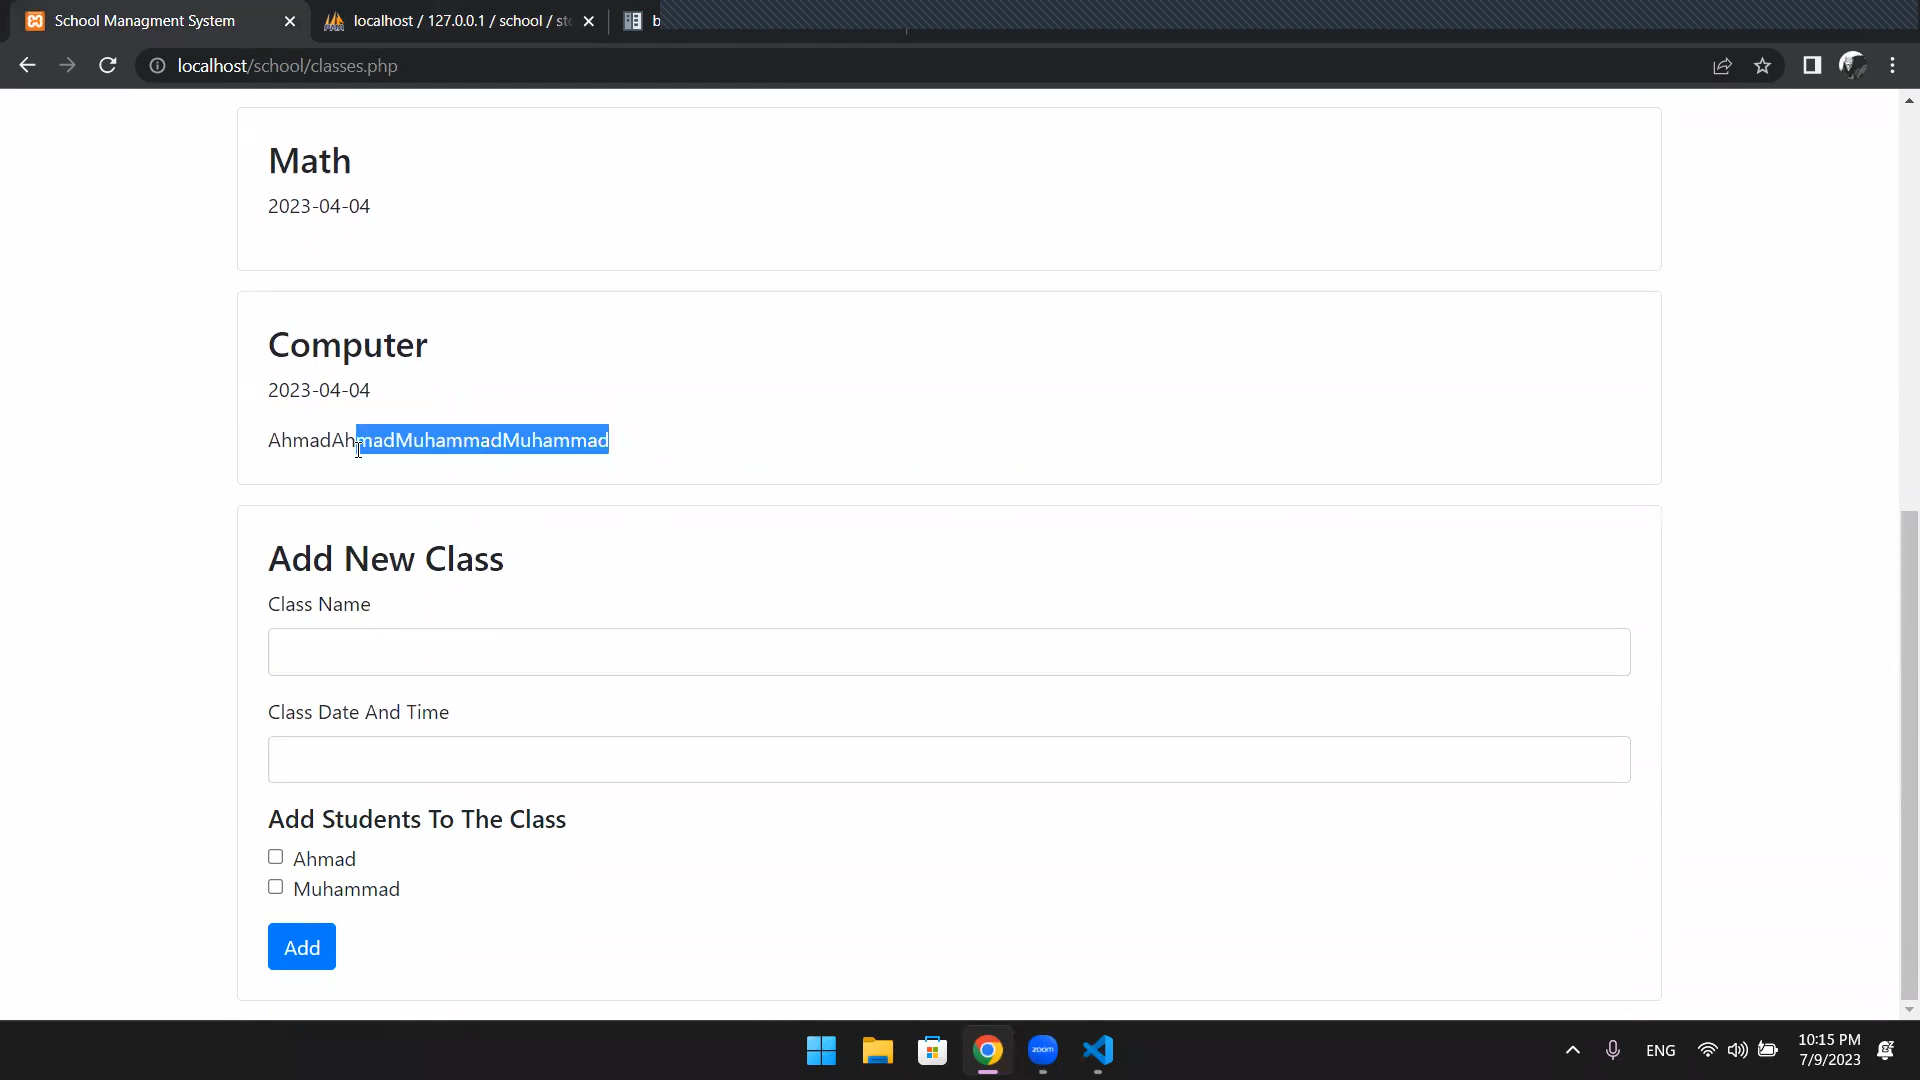 School Managment System
localhost / 127.0.0.1 / school / st
b
localhost/school/classes.php
Math
2023-04-04
Computer
2023-04-04
AhmadAhmadMuhammadMuhammad
Add New Class
Class Name
Class Date And Time
Add Students To The Class
Ahmad
Muhammad
Add
zoom
ENG
10:15 PM
7/9/2023